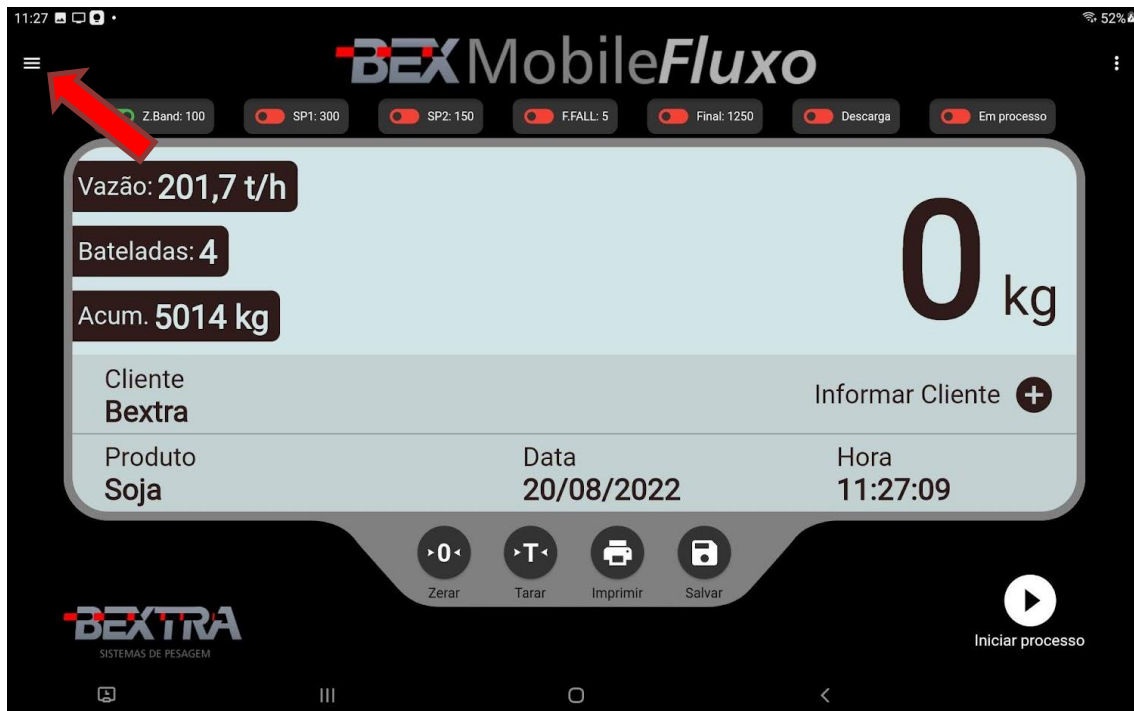 11:27
52%
BEX MobileFluxo
Z.Band: 100
SP1: 300
SP2: 150
F.FALL: 5
Final: 1250
Descarga
Em processo
Vazão: 201,7 t/h
Bateladas: 4
Acum. 5014 kg
0 kg
Cliente
Bextra
Informar Cliente
Produto
Soja
Data
20/08/2022
Hora
11:27:09
>0<
>T<
Zerar
Tarar
Imprimir
Salvar
BEXTRA
SISTEMAS DE PESAGEM
Iniciar processo